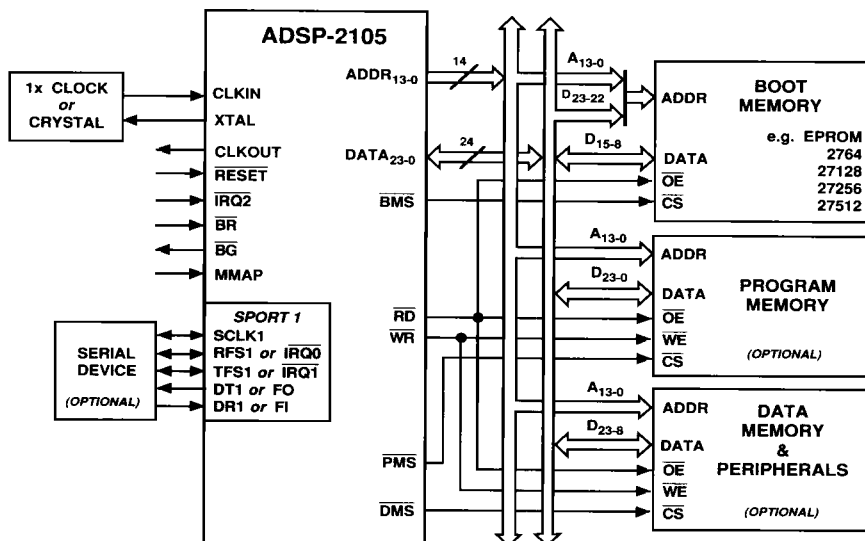 ADSP-2105
1x CLOCK
or
CRYSTAL
CLKIN
XTAL
CLKOUT
RESET
IRQ2
BR
BG
MMAP
SPORT 1
SCLK1
RFS1 or IRQ0
TFS1 or IRQ1
DT1 or FO
DR1 or FI
SERIAL
DEVICE
(OPTIONAL)
ADDR13-0
DATA23-0
BMS
RD
WR
PMS
DMS
14
24
A13-0
D23-22
D15-8
ADDR
DATA
OE
CS
BOOT
MEMORY
e.g. EPROM
2764
27128
27256
27512
A13-0
D23-0
ADDR
DATA
OE
WE
CS
PROGRAM
MEMORY
(OPTIONAL)
A13-0
D23-8
ADDR
DATA
OE
WE
CS
DATA
MEMORY
&
PERIPHERALS
(OPTIONAL)